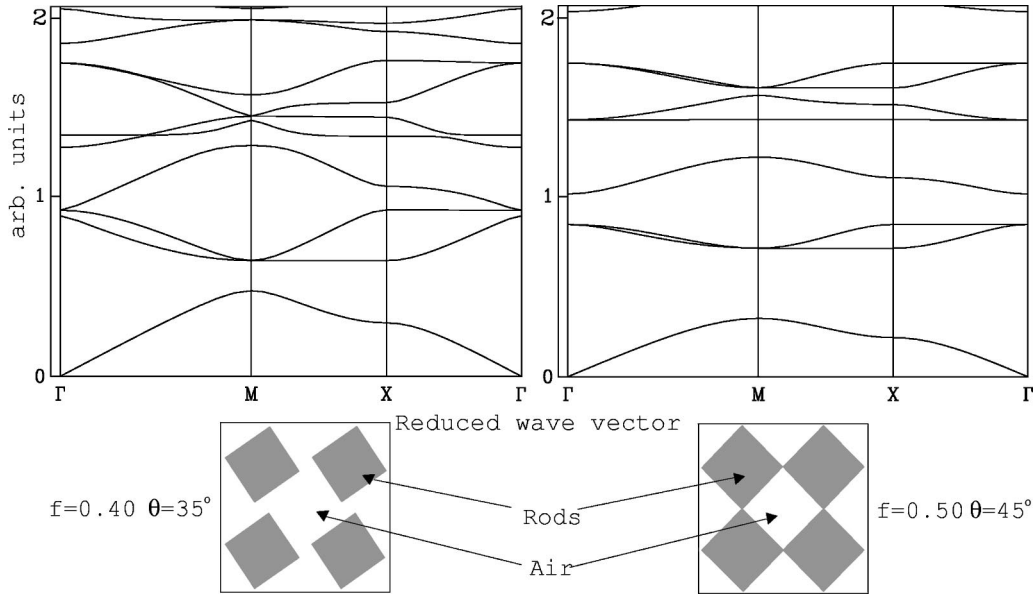 2
1
0
arb. units
Γ M X Γ
2
1
0
Γ M X Γ
Reduced wave vector
f=0.40 θ=35°
Rods
Air
f=0.50 θ=45°